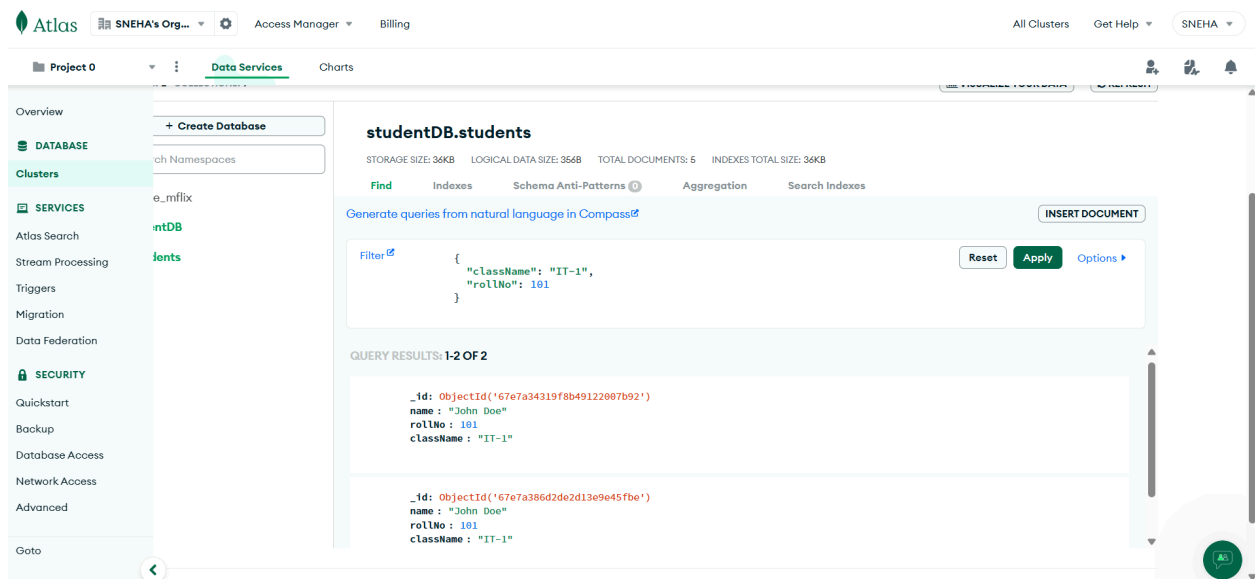 Atlas
SNEHA's Org...
Access Manager
Billing
All Clusters
Get Help
SNEHA
Project 0
Data Services
Charts
VISUALIZE YOUR DATA
REFRESH
Overview
DATABASE
Clusters
SERVICES
Atlas Search
Stream Processing
Triggers
Migration
Data Federation
SECURITY
Quickstart
Backup
Database Access
Network Access
Advanced
Goto
+ Create Database
ch Namespaces
e_mflix
entDB
dents
studentDB.students
STORAGE SIZE: 36KB LOGICAL DATA SIZE: 356B TOTAL DOCUMENTS: 5 INDEXES TOTAL SIZE: 36KB
Find Indexes Schema Anti-Patterns 0 Aggregation Search Indexes
Generate queries from natural language in Compass
INSERT DOCUMENT
Filter
{
"className": "IT-1",
"rollNo": 101
}
Reset
Apply
Options
QUERY RESULTS: 1-2 OF 2
_id: ObjectId('67e7a34319f8b49122007b92')
name : "John Doe"
rollNo : 101
className : "IT-1"
_id: ObjectId('67e7a386d2de2d13e9e45fbe')
name : "John Doe"
rollNo : 101
className : "IT-1"